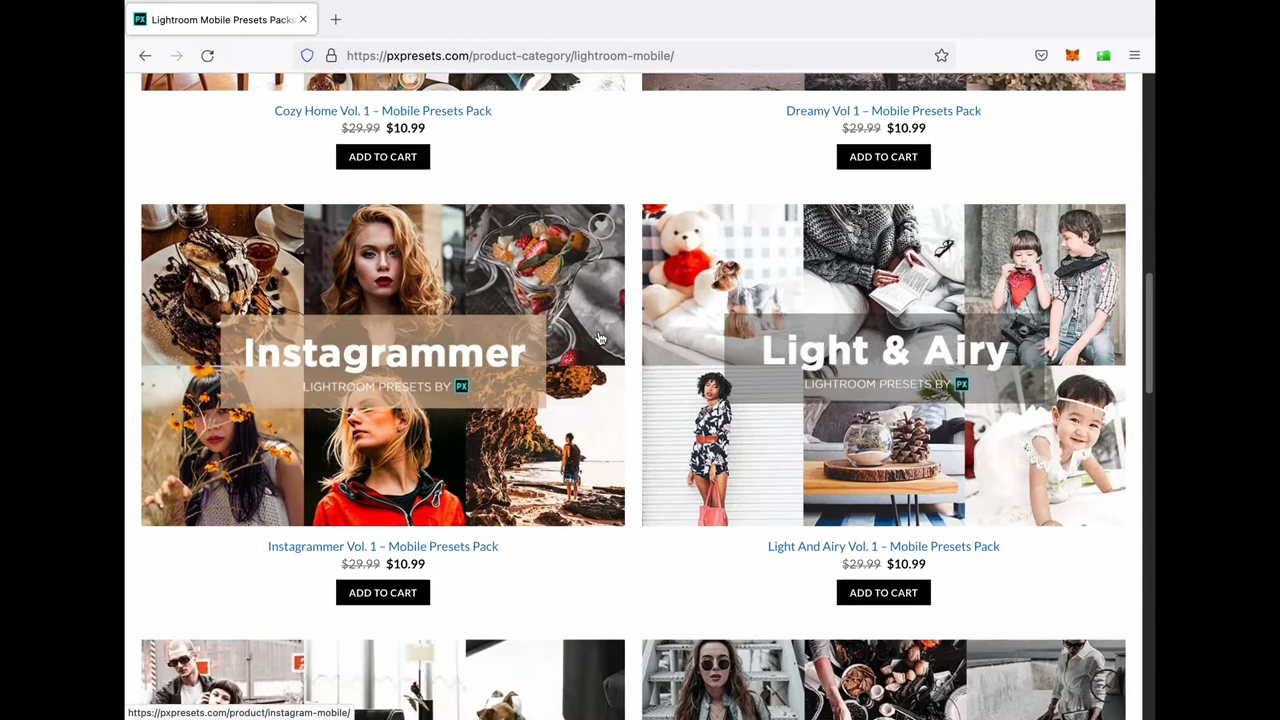 PX Lightroom Mobile Presets Packs
https://pxpresets.com/product-category/lightroom-mobile/
Cozy Home Vol. 1 – Mobile Presets Pack
$29.99 $10.99
ADD TO CART
Dreamy Vol 1 – Mobile Presets Pack
$29.99 $10.99
ADD TO CART
Instagrammer
LIGHTROOM PRESETS BY PX
Light & Airy
LIGHTROOM PRESETS BY PX
Instagrammer Vol. 1 – Mobile Presets Pack
$29.99 $10.99
ADD TO CART
Light And Airy Vol. 1 – Mobile Presets Pack
$29.99 $10.99
ADD TO CART
https://pxpresets.com/product/instagram-mobile/